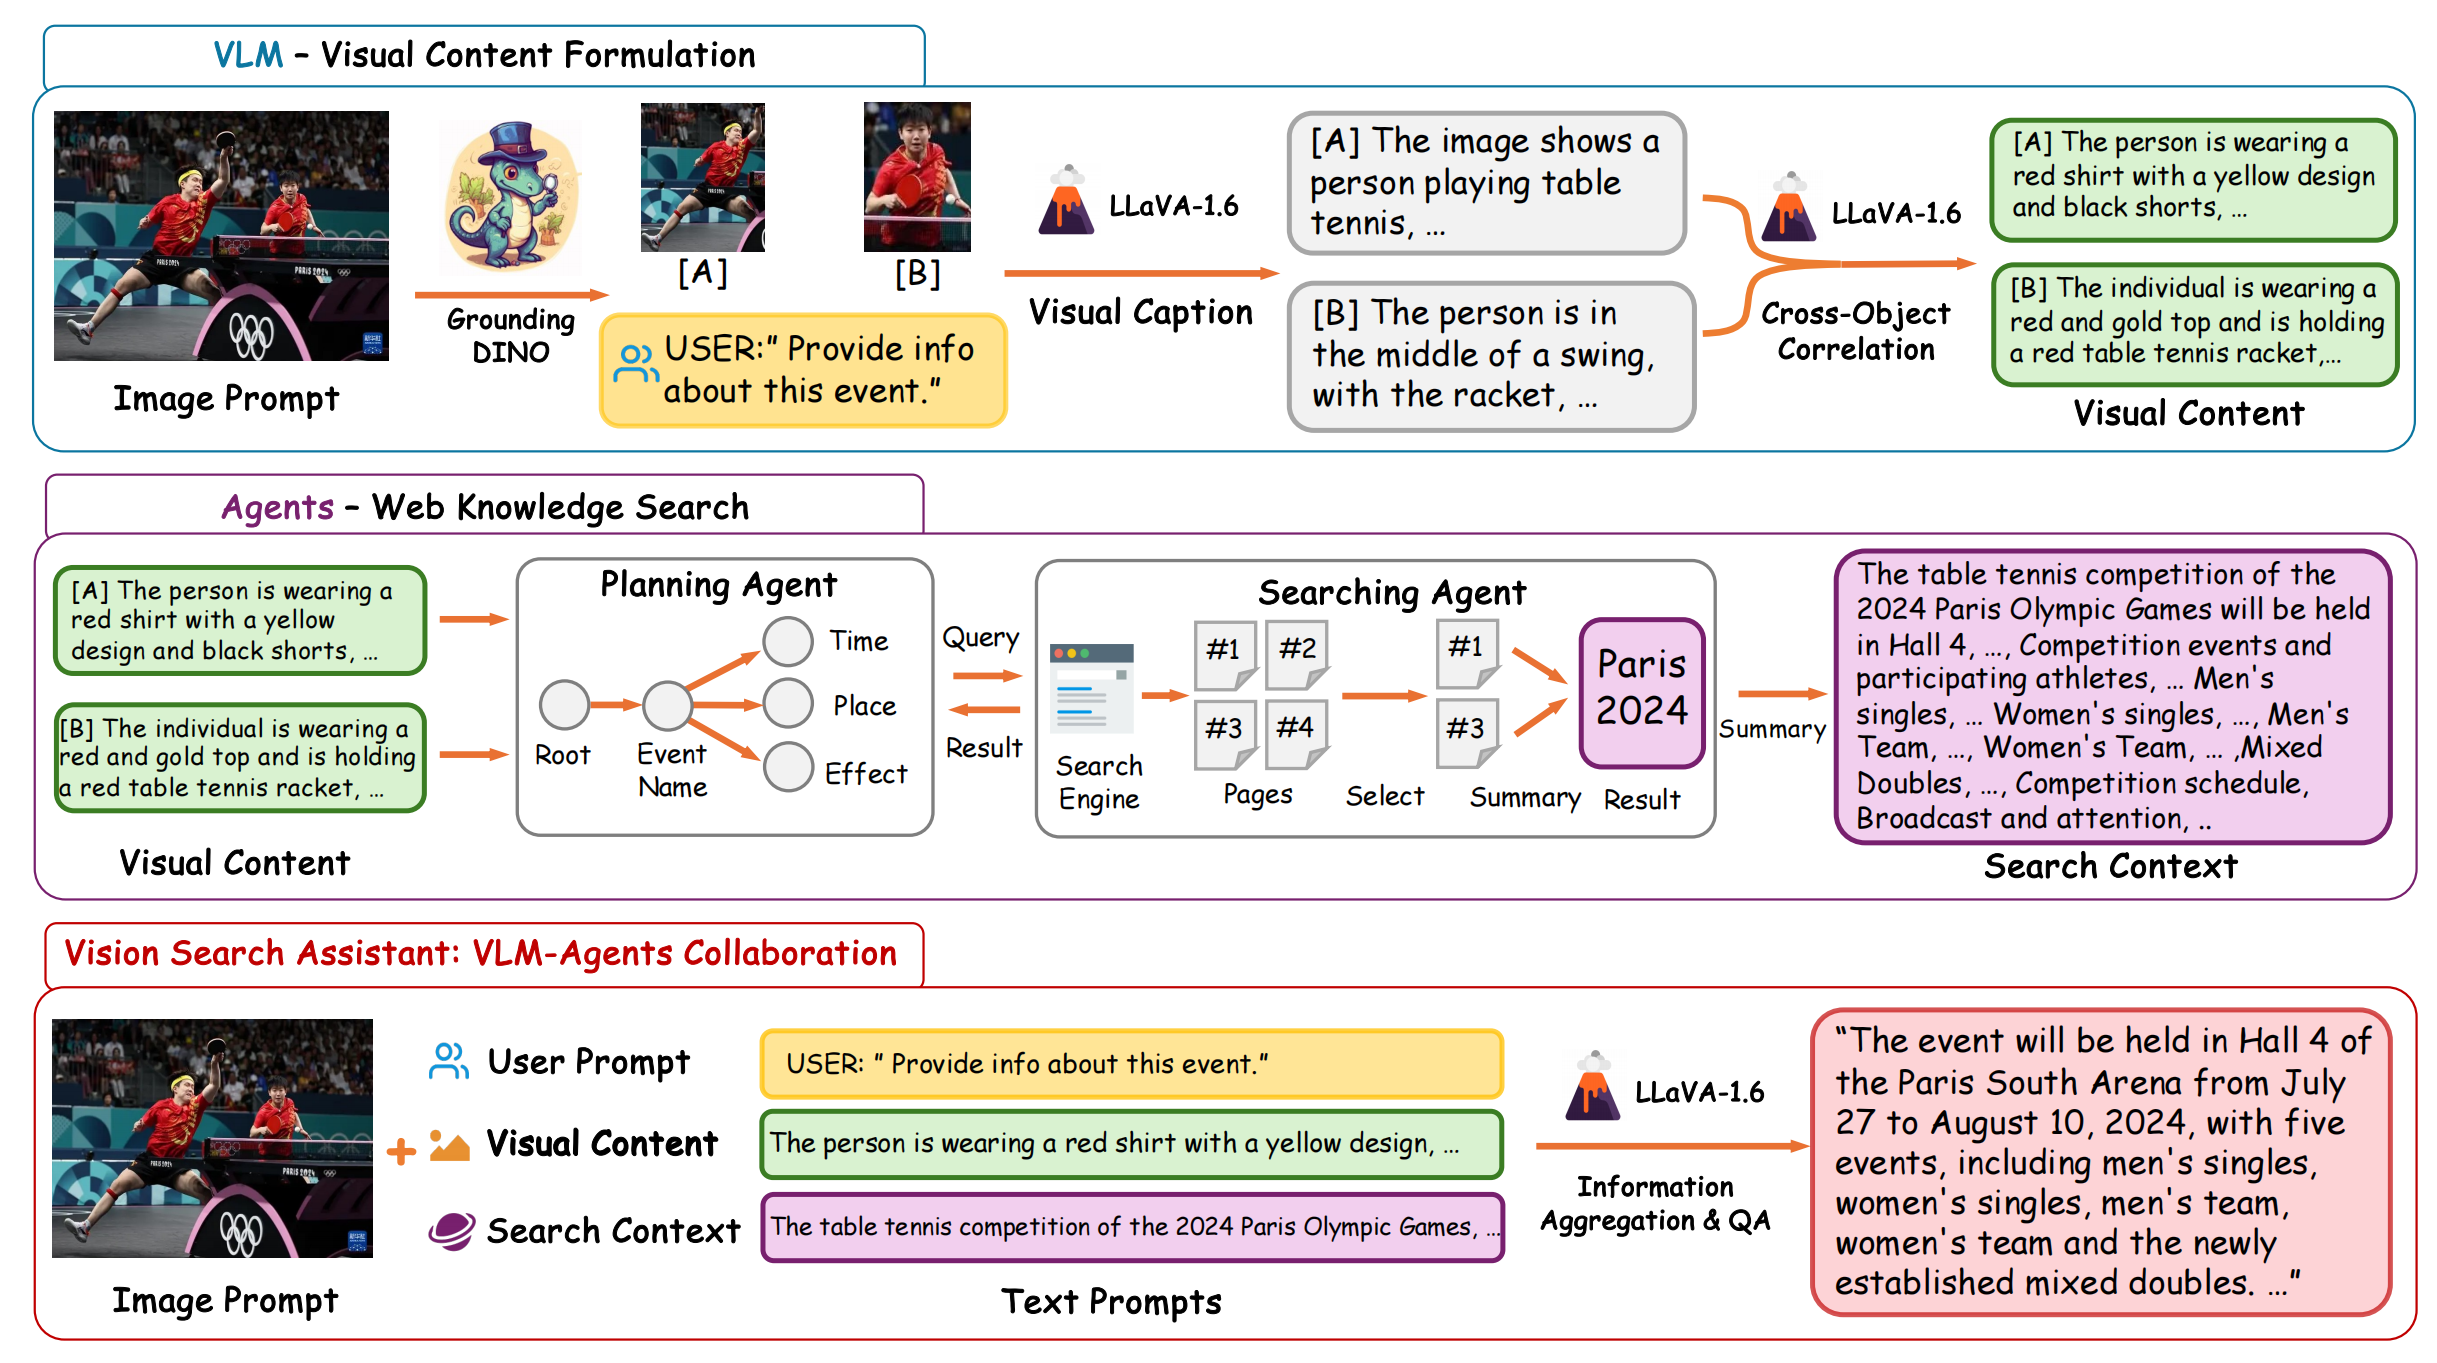 VLM – Visual Content Formulation
Image Prompt
Grounding
DINO
[A]
[B]
USER:" Provide info
about this event."
LLaVA-1.6
Visual Caption
[A] The image shows a
person playing table
tennis, ...
[B] The person is in
the middle of a swing,
with the racket, ...
LLaVA-1.6
Cross-Object
Correlation
[A] The person is wearing a
red shirt with a yellow design
and black shorts, ...
[B] The individual is wearing a
red and gold top and is holding
a red table tennis racket,...
Visual Content
Agents – Web Knowledge Search
[A] The person is wearing a
red shirt with a yellow
design and black shorts, ...
[B] The individual is wearing a
red and gold top and is holding
a red table tennis racket, ...
Visual Content
Planning Agent
Root
Event
Name
Time
Place
Effect
Query
Result
Searching Agent
Search
Engine
#1
#2
#3
#4
Pages
Select
#1
#3
Summary
Paris
2024
Result
Summary
The table tennis competition of the
2024 Paris Olympic Games will be held
in Hall 4, ..., Competition events and
participating athletes, ... Men's
singles, ... Women's singles, ..., Men's
Team, ..., Women's Team, ... ,Mixed
Doubles, ..., Competition schedule,
Broadcast and attention, ..
Search Context
Vision Search Assistant: VLM-Agents Collaboration
PARIS 2024
Image Prompt
User Prompt
USER: " Provide info about this event."
Visual Content
The person is wearing a red shirt with a yellow design, ...
Search Context
The table tennis competition of the 2024 Paris Olympic Games, ...
Text Prompts
LLaVA-1.6
Information
Aggregation & QA
“The event will be held in Hall 4 of
the Paris South Arena from July
27 to August 10, 2024, with five
events, including men's singles,
women's singles, men's team,
women's team and the newly
established mixed doubles. ...”